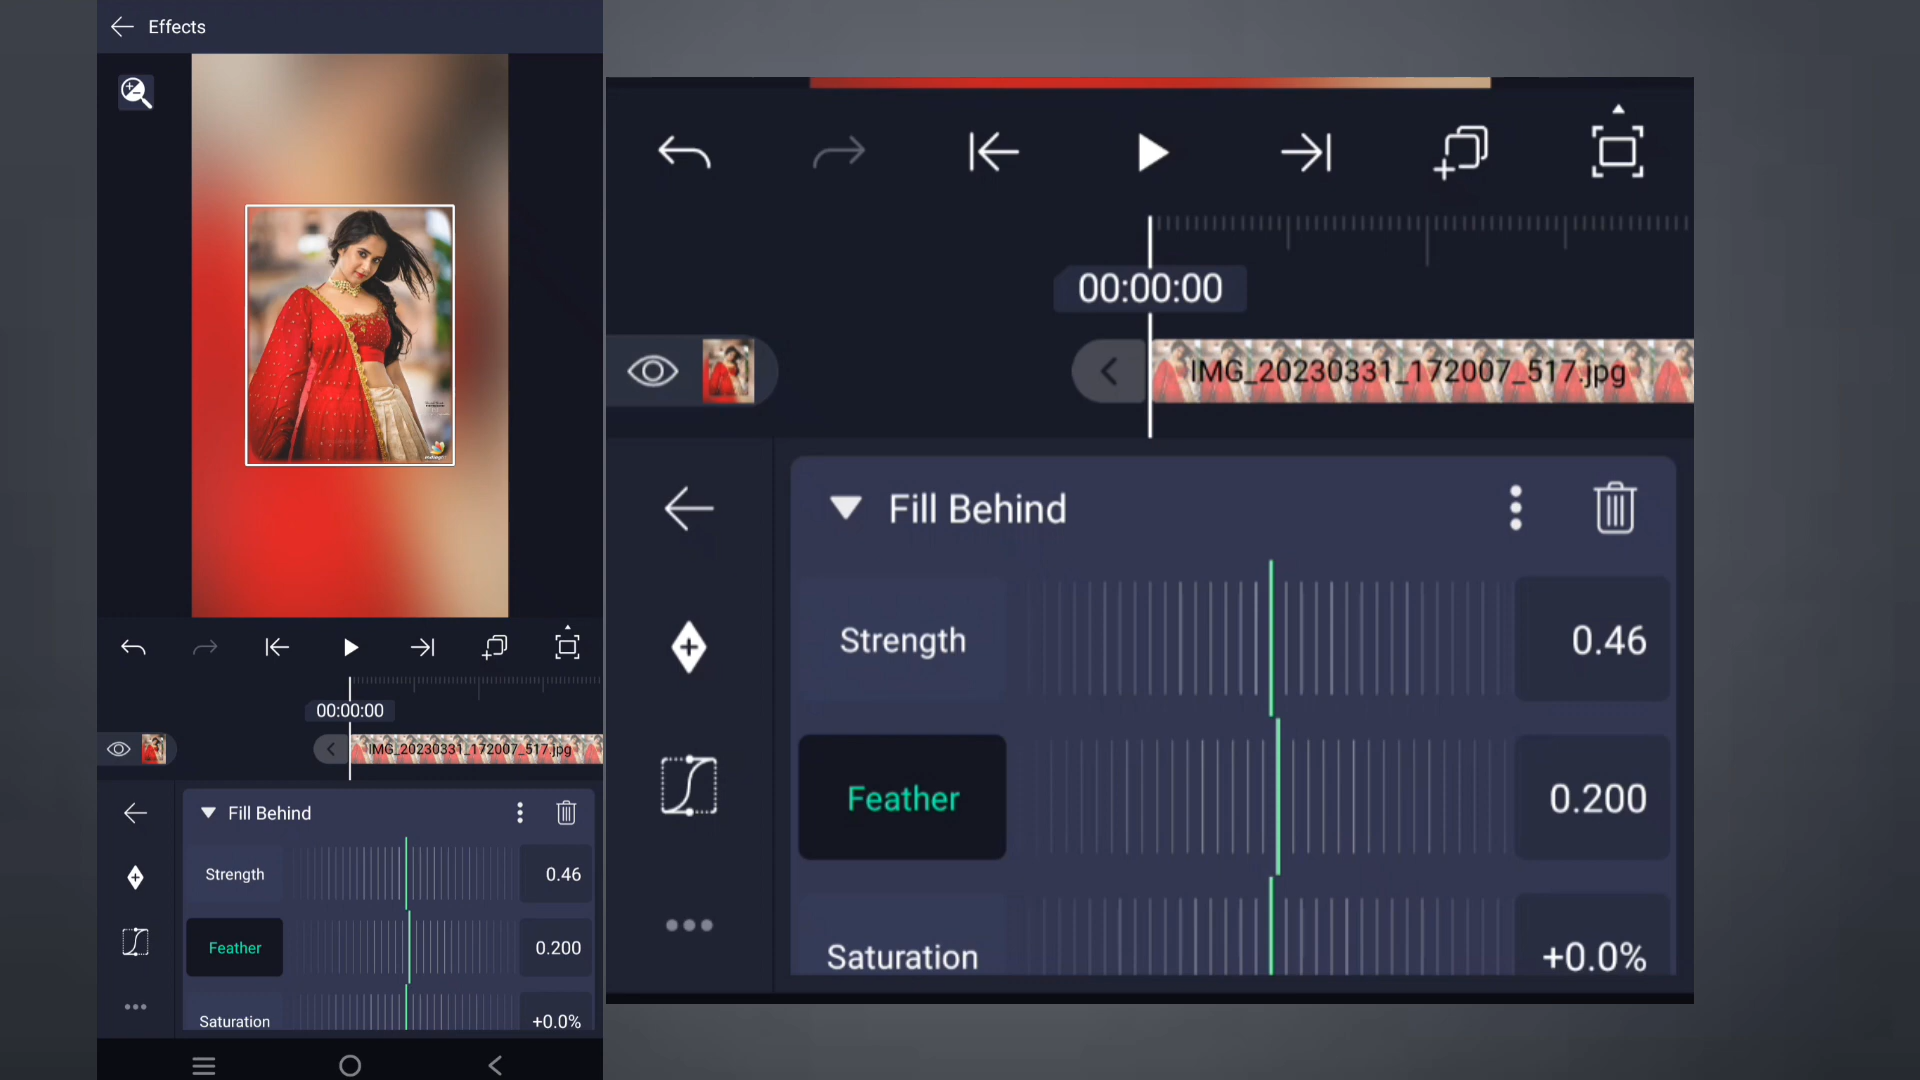 Effects
00:00:00
IMG_20230331_172007_517.jpg
Fill Behind
Strength
0.46
Feather
0.200
Saturation
+0.0%
00:00:00
IMG_20230331_172007_517.jpg
Fill Behind
Strength
0.46
Feather
0.200
Saturation
+0.0%